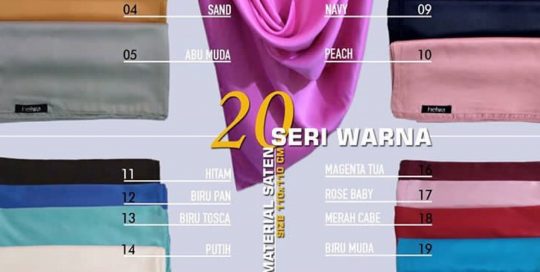 04 SAND
05 ABU MUDA
NAVY 09
PEACH 10
20 SERI WARNA
MATERIAL SATEN
SIZE 110x110 CM
11 HITAM
12 BIRU PAN
13 BIRU TOSCA
14 PUTIH
MAGENTA TUA 16
ROSE BABY 17
MERAH CABE 18
BIRU MUDA 19